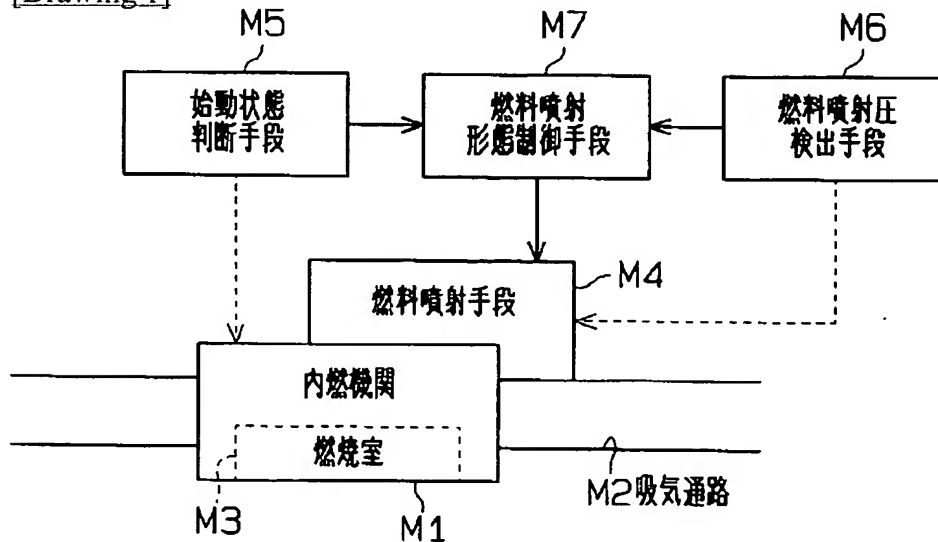 [Drawing 1]
M5
M7
M6
始動状態
判断手段
燃料噴射
形態制御手段
燃料噴射圧
検出手段
燃料噴射手段
M4
内燃機関
燃焼室
M3
M1
M2吸気通路